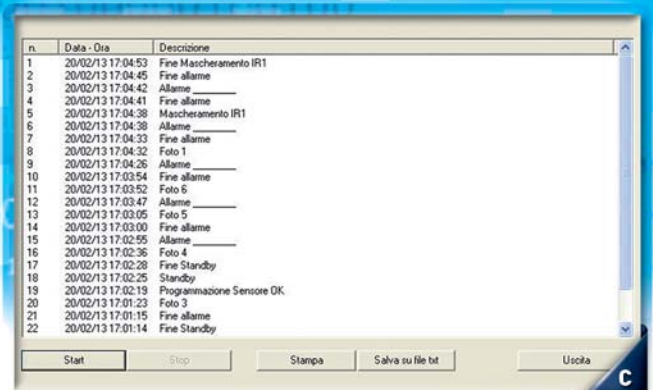 n. Data - Ora Descrizione
1 20/02/13 17:04:53 Fine Mascheramento IR1
2 20/02/13 17:04:45 Fine allarme
3 20/02/13 17:04:42 Allarme ________
4 20/02/13 17:04:41 Fine allarme
5 20/02/13 17:04:38 Mascheramento IR1
6 20/02/13 17:04:38 Allarme ________
7 20/02/13 17:04:33 Fine allarme
8 20/02/13 17:04:32 Foto 1
9 20/02/13 17:04:26 Allarme ________
10 20/02/13 17:03:54 Fine allarme
11 20/02/13 17:03:52 Foto 6
12 20/02/13 17:03:47 Allarme ________
13 20/02/13 17:03:05 Foto 5
14 20/02/13 17:03:00 Fine allarme
15 20/02/13 17:02:55 Allarme ________
16 20/02/13 17:02:36 Foto 4
17 20/02/13 17:02:28 Fine Standby
18 20/02/13 17:02:25 Standby
19 20/02/13 17:02:19 Programmazione Sensore OK
20 20/02/13 17:01:23 Foto 3
21 20/02/13 17:01:15 Fine allarme
22 20/02/13 17:01:14 Fine Standby
Start Stop Stampa Salva su file txt Uscita
C